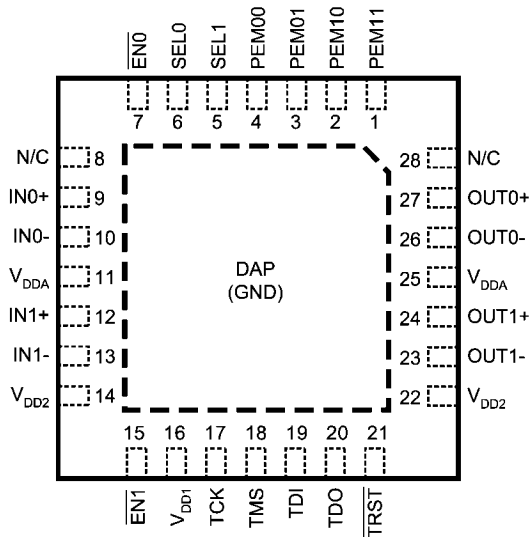 EN0 SEL0 SEL1 PEM00 PEM01 PEM10 PEM11
7 6 5 4 3 2 1
N/C 8
IN0+ 9
IN0- 10
VDDA 11
IN1+ 12
IN1- 13
VDD2 14
DAP
(GND)
28 N/C
27 OUT0+
26 OUT0-
25 VDDA
24 OUT1+
23 OUT1-
22 VDD2
15 16 17 18 19 20 21
EN1 VDD1 TCK TMS TDI TDO TRST